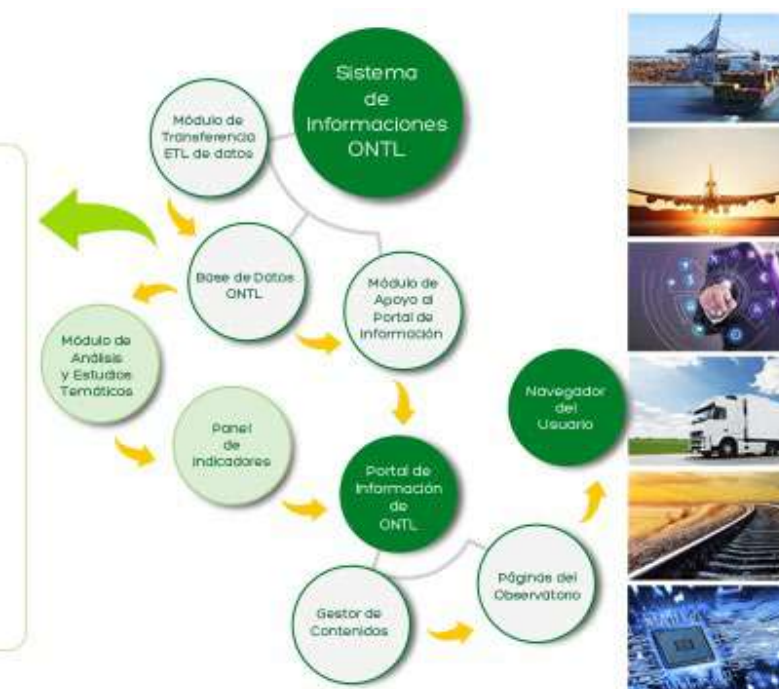 Sistema
de
Informaciones
ONTL
Módulo de
Transferencia
ETL de datos
Base de Datos
ONTL
Módulo de
Apoyo al
Portal de
Información
Módulo de
Análisis
y Estudios
Temáticos
Panel
de
Indicadores
Navegador
del
Usuario
Portal de
Información
de
ONTL
Páginas del
Observatorio
Gestor de
Contenidos